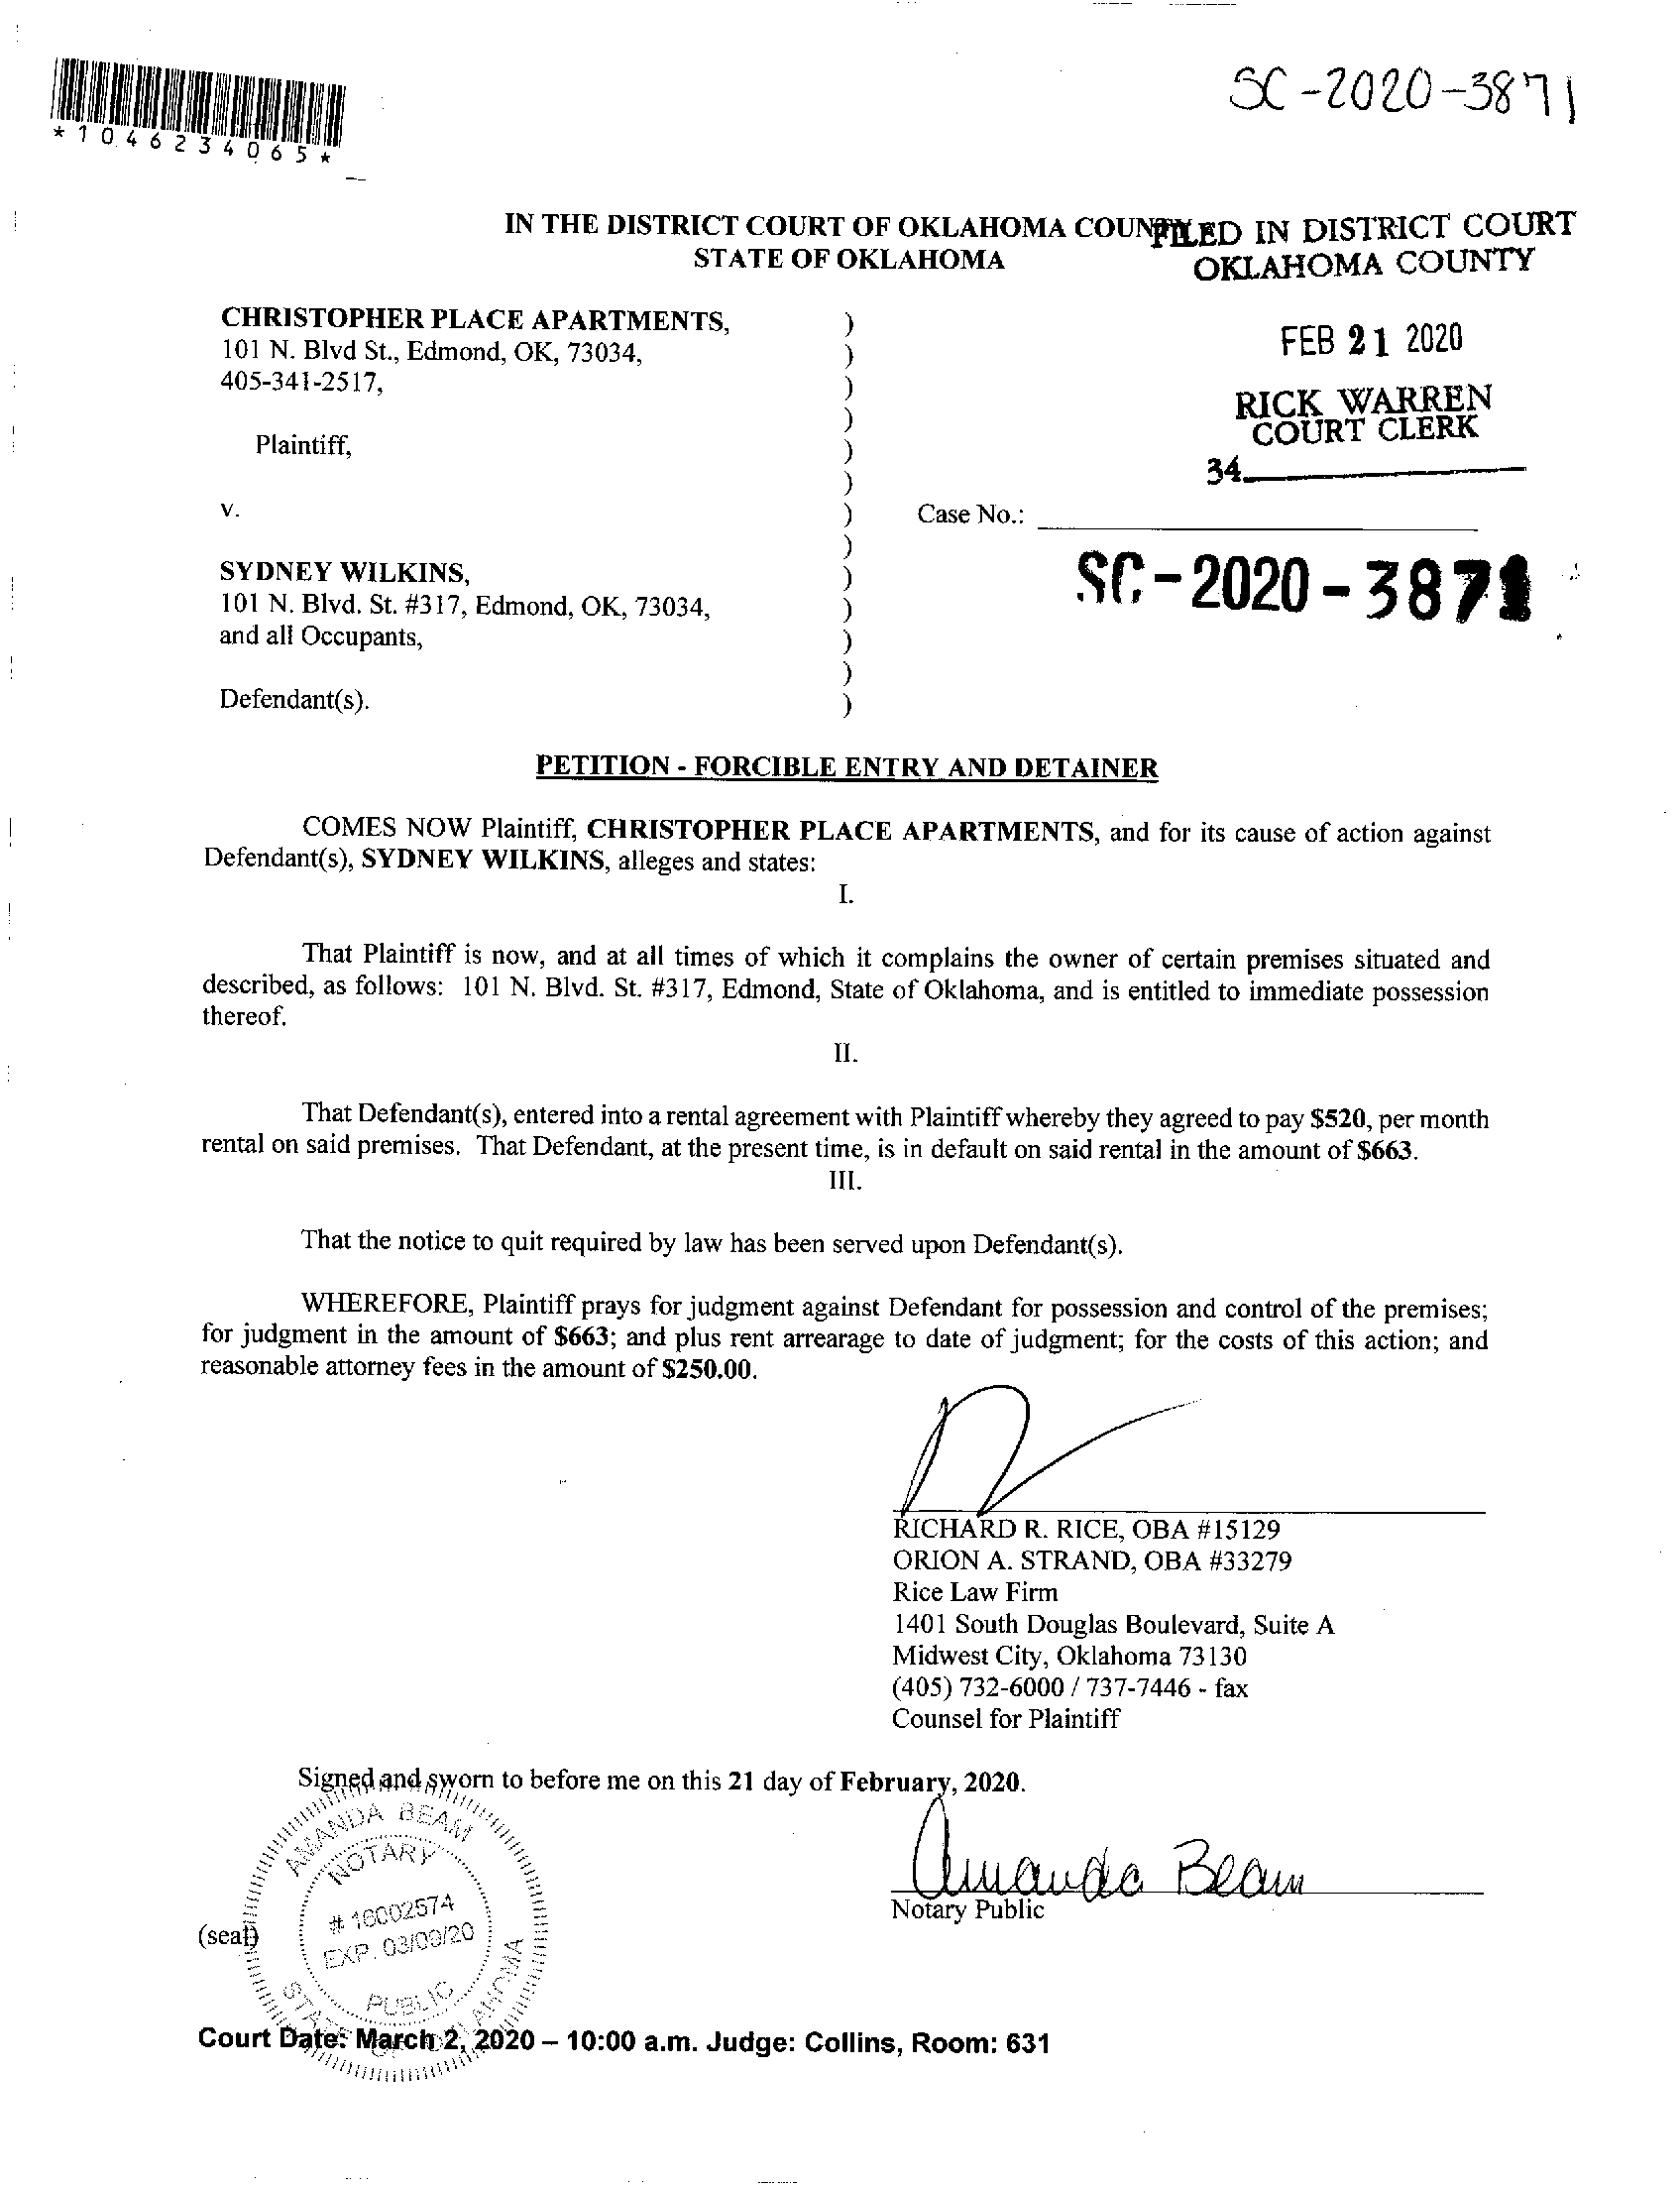 SC-2020-3871
*1046234065*
IN THE DISTRICT COURT OF OKLAHOMA COUNTY
STATE OF OKLAHOMA
FILED IN DISTRICT COURT
OKLAHOMA COUNTY
FEB 21 2020
RICK WARREN
COURT CLERK
34
CHRISTOPHER PLACE APARTMENTS, )
101 N. Blvd St., Edmond, OK, 73034, )
405-341-2517, )
)
Plaintiff, )
)
v. ) Case No.:
)
SC-2020-3871
SYDNEY WILKINS, )
101 N. Blvd. St. #317, Edmond, OK, 73034, )
and all Occupants, )
)
Defendant(s). )
PETITION - FORCIBLE ENTRY AND DETAINER
COMES NOW Plaintiff, CHRISTOPHER PLACE APARTMENTS, and for its cause of action against
Defendant(s), SYDNEY WILKINS, alleges and states:
I.
That Plaintiff is now, and at all times of which it complains the owner of certain premises situated and
described, as follows: 101 N. Blvd. St. #317, Edmond, State of Oklahoma, and is entitled to immediate possession
thereof.
II.
That Defendant(s), entered into a rental agreement with Plaintiff whereby they agreed to pay $520, per month
rental on said premises. That Defendant, at the present time, is in default on said rental in the amount of $663.
III.
That the notice to quit required by law has been served upon Defendant(s).
WHEREFORE, Plaintiff prays for judgment against Defendant for possession and control of the premises;
for judgment in the amount of $663; and plus rent arrearage to date of judgment; for the costs of this action; and
reasonable attorney fees in the amount of $250.00.
RICHARD R. RICE, OBA #15129
ORION A. STRAND, OBA #33279
Rice Law Firm
1401 South Douglas Boulevard, Suite A
Midwest City, Oklahoma 73130
(405) 732-6000 / 737-7446 - fax
Counsel for Plaintiff
Signed and sworn to before me on this 21 day of February, 2020.
Amanda Beam
Notary Public
(seal)
AMANDA BEAM
NOTARY
# 16002574
EXP. 03/09/20
PUBLIC
STATE OF OKLAHOMA
Court Date: March 2, 2020 – 10:00 a.m. Judge: Collins, Room: 631